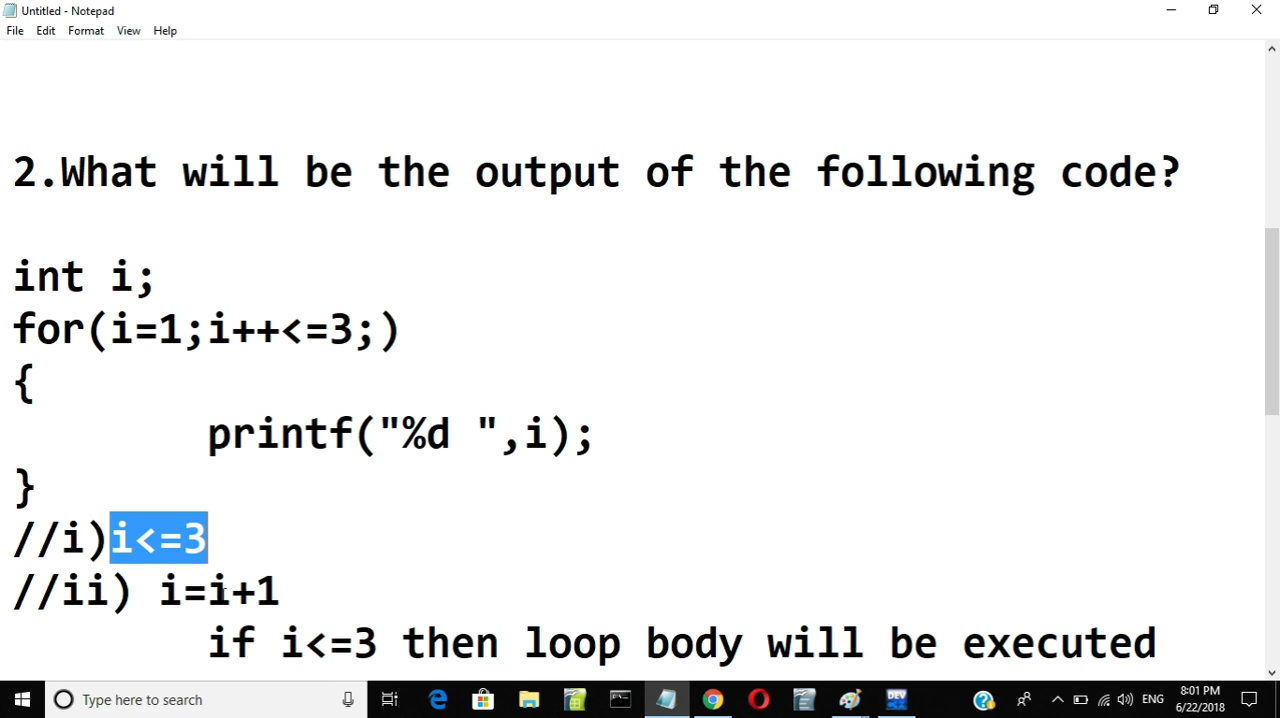 Untitled - Notepad
File Edit Format View Help
2.What will be the output of the following code?
int i;
for(i=1;i++<=3;)
{
printf("%d ",i);
}
//i)i<=3
//ii) i=i+1
if i<=3 then loop body will be executed
Type here to search
DEV
ENG
8:01 PM
6/22/2018